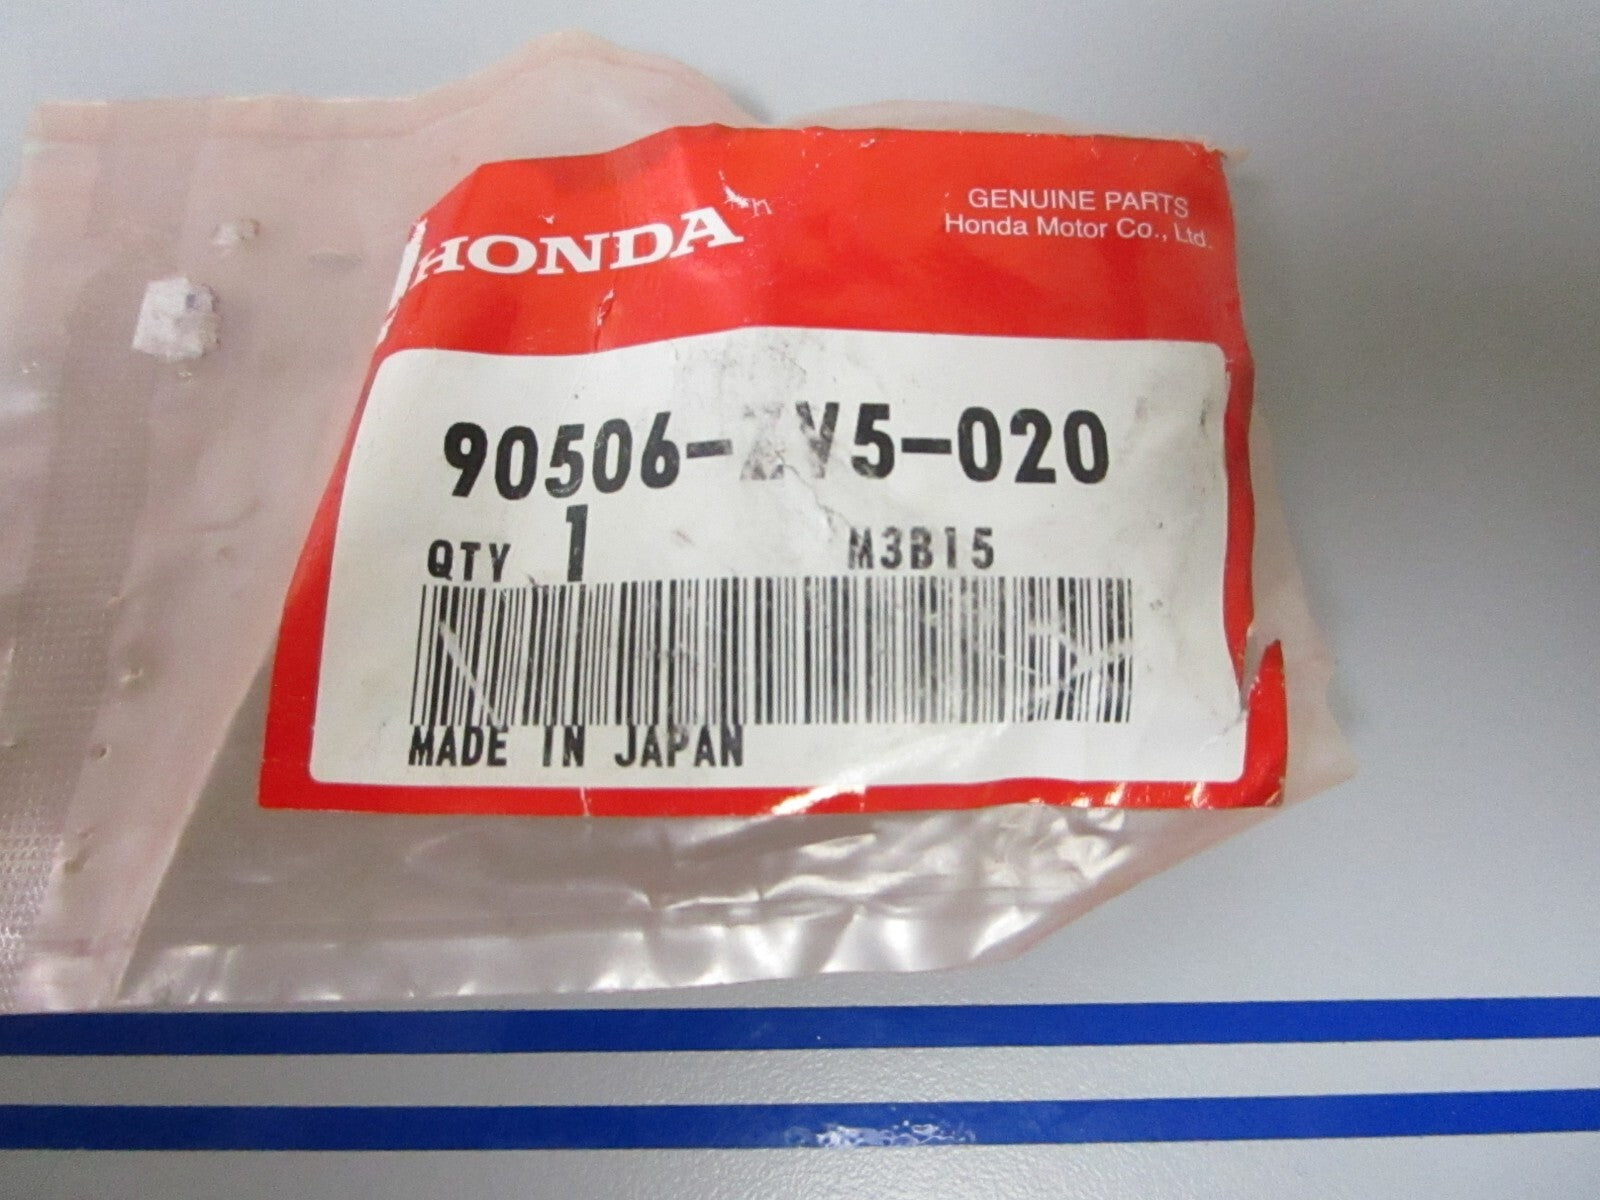 HONDA
GENUINE PARTS
Honda Motor Co., Ltd.
90506-ZV5-020
QTY 1 M3B15
MADE IN JAPAN